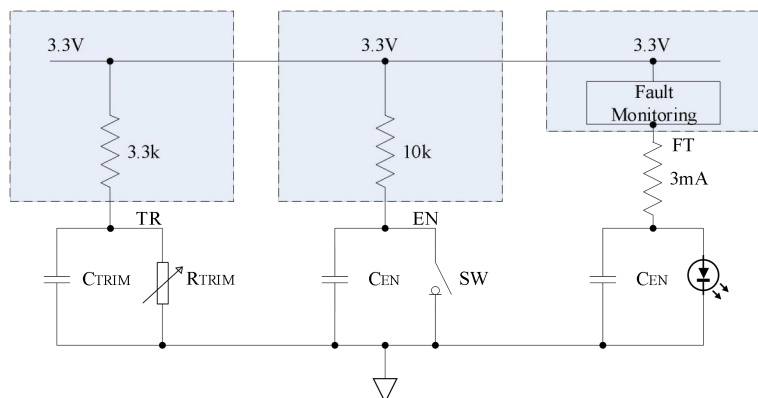 3.3V
3.3V
3.3V
Fault
Monitoring
3.3k
10k
FT
3mA
TR
EN
CTRIM
RTRIM
CEN
SW
CEN